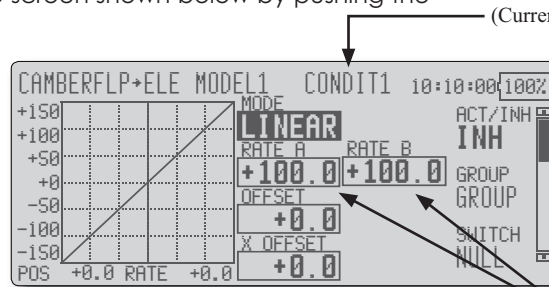 screen shown below by pushing the
(Curren
CAMBERFLP→ELE MODEL1 CONDIT1 10:10:00 100%
+150
+100
+50
+0
-50
-100
-150
POS +0.0 RATE +0.0
MODE
LINEAR
RATE A RATE B
+100.0 +100.0
OFFSET
+0.0
X OFFSET
+0.0
ACT/INH
INH
GROUP
GROUP
SWITCH
NULL